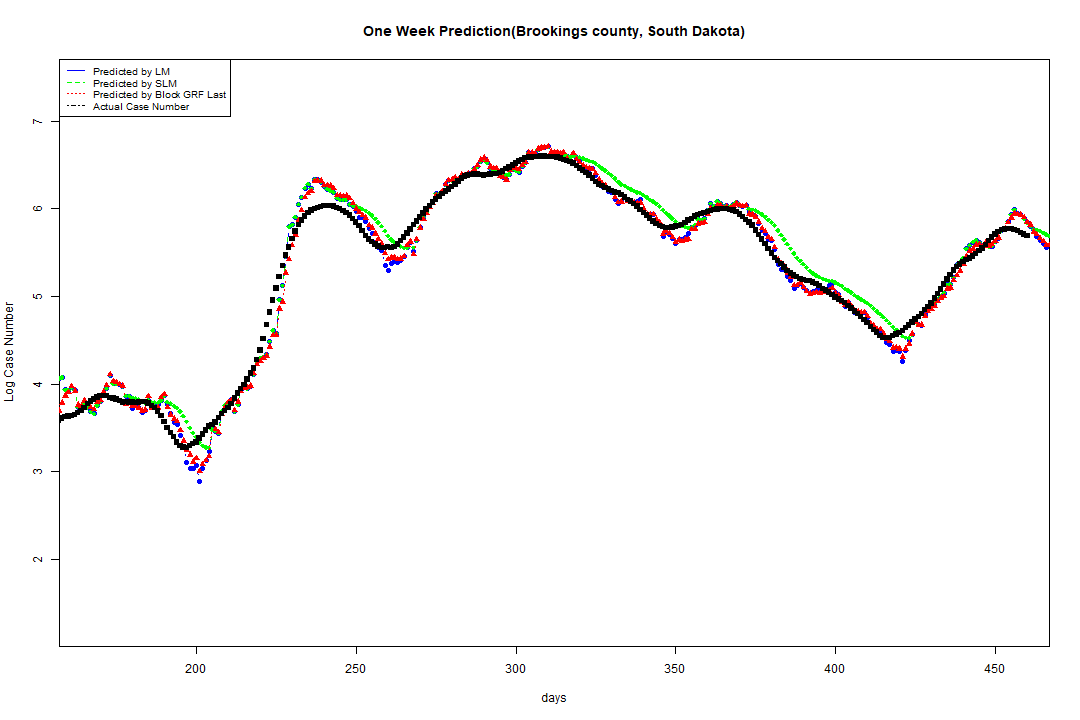 One Week Prediction(Brookings county, South Dakota)
Predicted by LM
Predicted by SLM
Predicted by Block GRF Last
Actual Case Number
7
6
5
4
3
2
Log Case Number
200 250 300 350 400 450
days